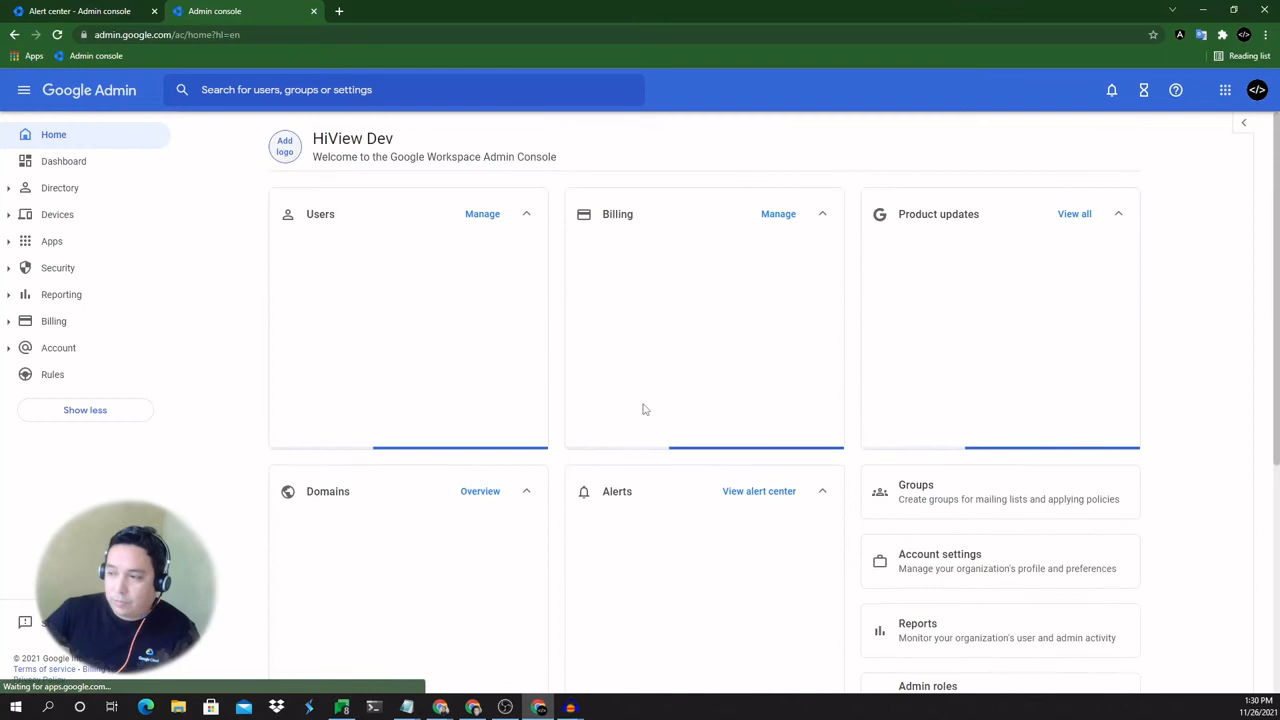 Alert center - Admin console
Admin console
admin.google.com/ac/home?hl=en
Apps
Admin console
Reading list
Google Admin
Search for users, groups or settings
Home
Dashboard
Directory
Devices
Apps
Security
Reporting
Billing
Account
Rules
Show less
Add
logo
HiView Dev
Welcome to the Google Workspace Admin Console
Users
Manage
Billing
Manage
Product updates
View all
Domains
Overview
Alerts
View alert center
Groups
Create groups for mailing lists and applying policies
Account settings
Manage your organization's profile and preferences
Reports
Monitor your organization's user and admin activity
Admin roles
© 2021 Google
Terms of service - Billing
Waiting for apps.google.com...
1:30 PM
11/26/2021